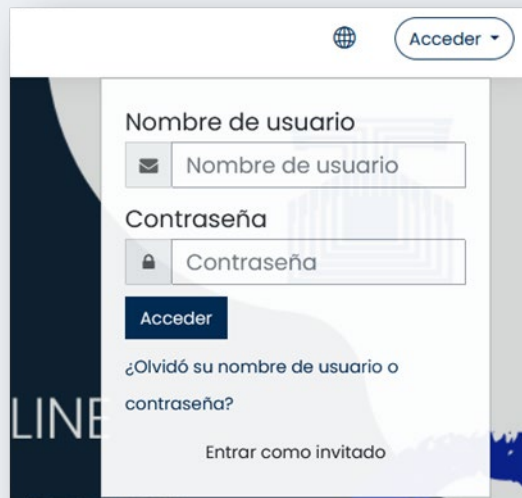 Acceder
Nombre de usuario
Nombre de usuario
Contraseña
Contraseña
Acceder
¿Olvidó su nombre de usuario o
contraseña?
LINE
Entrar como invitado